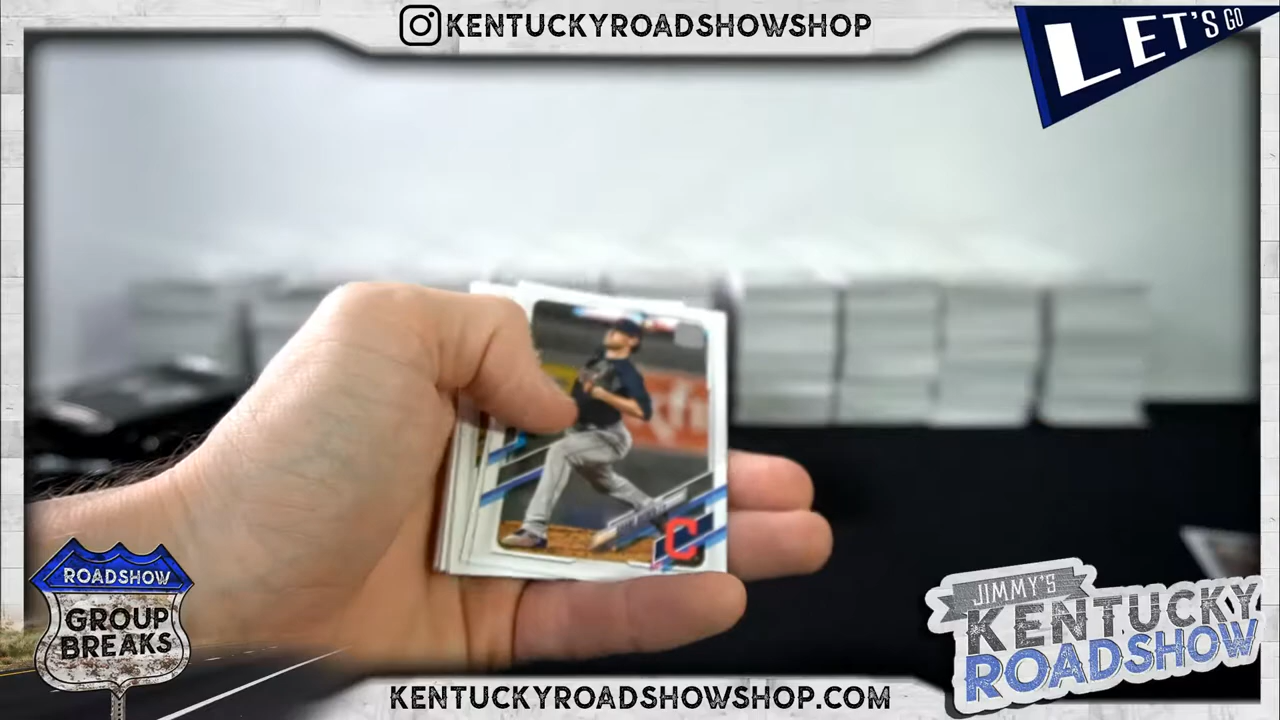 KENTUCKYROADSHOWSHOP
LET'S GO
C
ROADSHOW
GROUP
BREAKS
JIMMY'S
KENTUCKY
ROADSHOW
KENTUCKYROADSHOWSHOP.COM